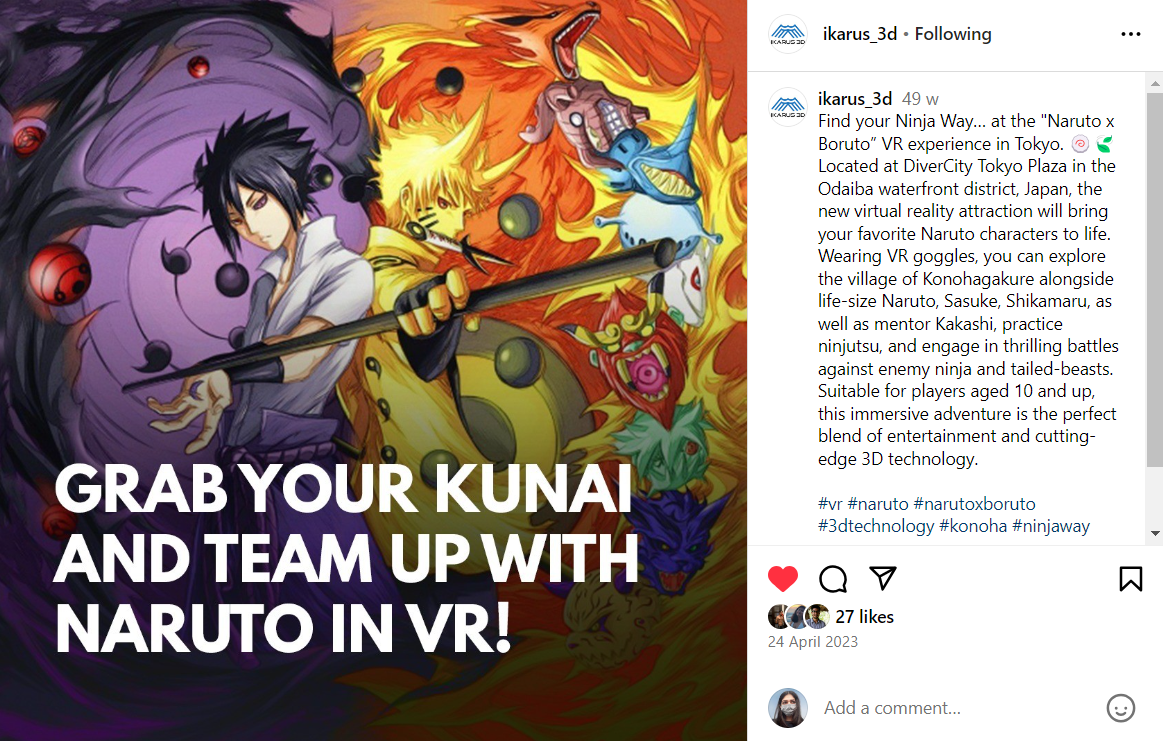 GRAB YOUR KUNAI
AND TEAM UP WITH
NARUTO IN VR!
IKARUS 3D
ikarus_3d • Following
IKARUS 3D
ikarus_3d 49 w
Find your Ninja Way... at the "Naruto x
Boruto” VR experience in Tokyo. 🍥 🍃
Located at DiverCity Tokyo Plaza in the
Odaiba waterfront district, Japan, the
new virtual reality attraction will bring
your favorite Naruto characters to life.
Wearing VR goggles, you can explore
the village of Konohagakure alongside
life-size Naruto, Sasuke, Shikamaru, as
well as mentor Kakashi, practice
ninjutsu, and engage in thrilling battles
against enemy ninja and tailed-beasts.
Suitable for players aged 10 and up,
this immersive adventure is the perfect
blend of entertainment and cutting-
edge 3D technology.
#vr #naruto #narutoxboruto
#3dtechnology #konoha #ninjaway
27 likes
24 April 2023
Add a comment...